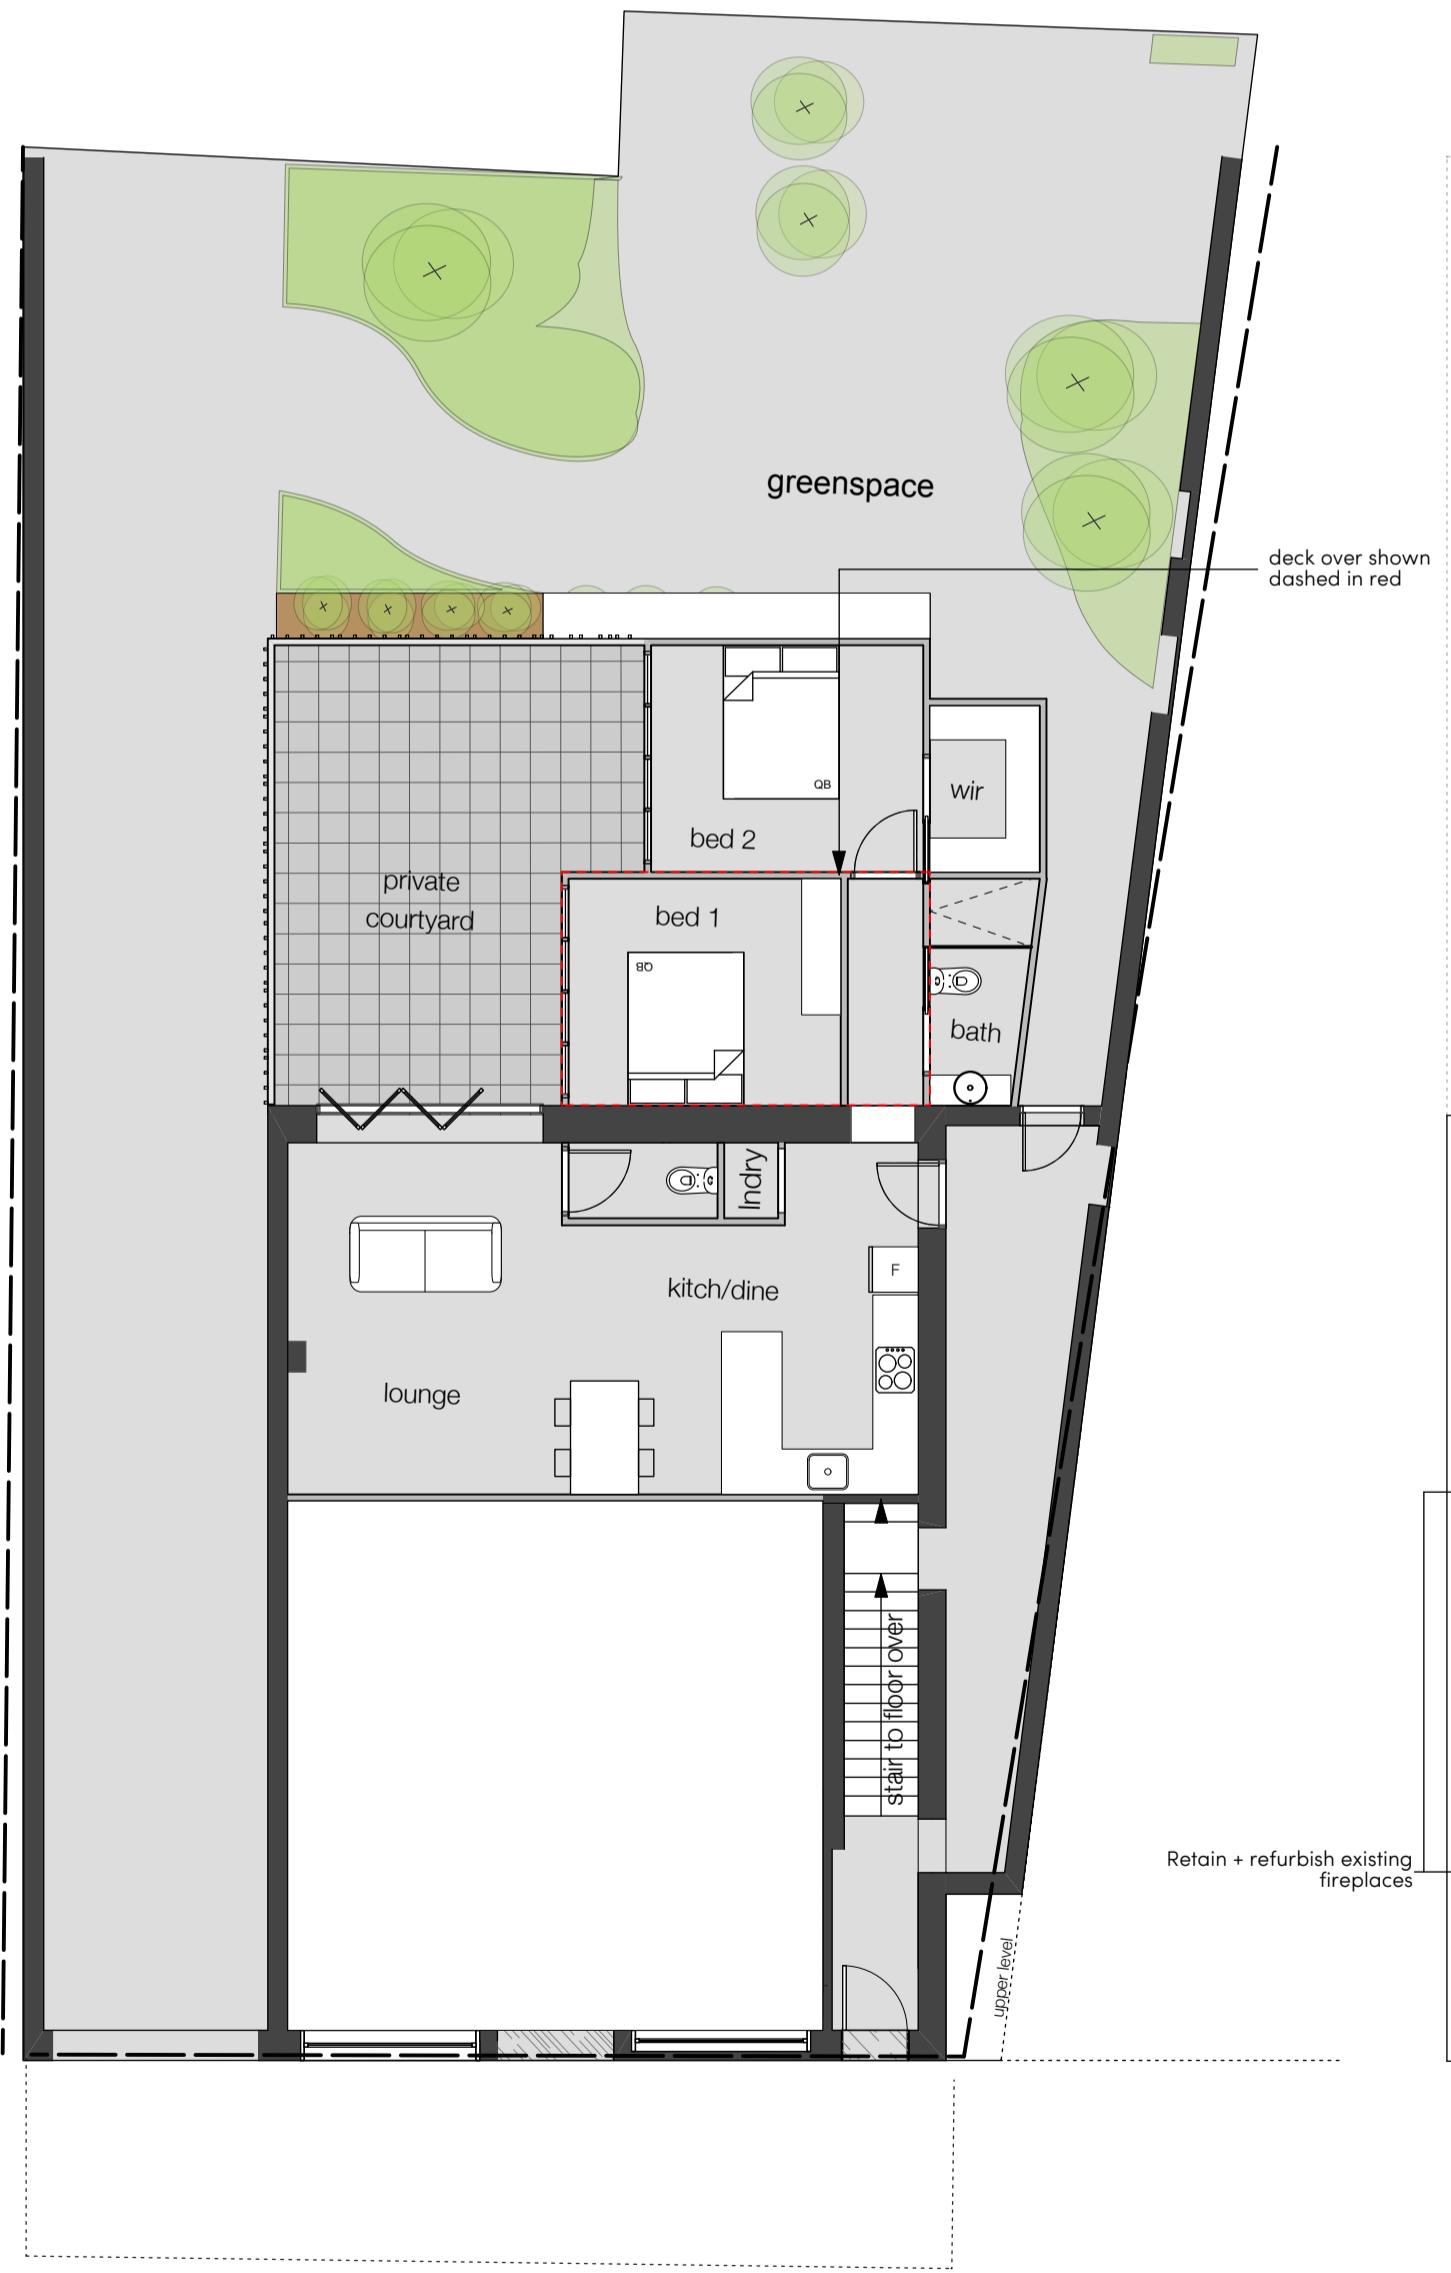 greenspace
deck over shown
dashed in red
QB
wir
bed 2
private
courtyard
bed 1
QB
bath
lndry
F
kitch/dine
lounge
stair to floor over
Retain + refurbish existing
fireplaces
upper level